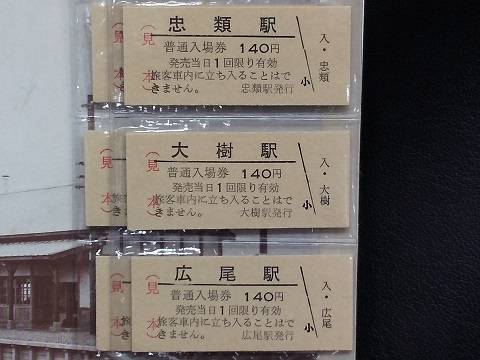 忠類駅
普通入場券 140円
発売当日1回限り有効
旅客車内に立ち入ることはで
きません。 忠類駅発行
(見本)
小
入・忠類
大樹駅
普通入場券 140円
発売当日1回限り有効
旅客車内に立ち入ることはで
きません。 大樹駅発行
(見本)
小
入・大樹
広尾駅
普通入場券 140円
発売当日1回限り有効
旅客車内に立ち入ることはで
きません。 広尾駅発行
(見本)
小
入・広尾